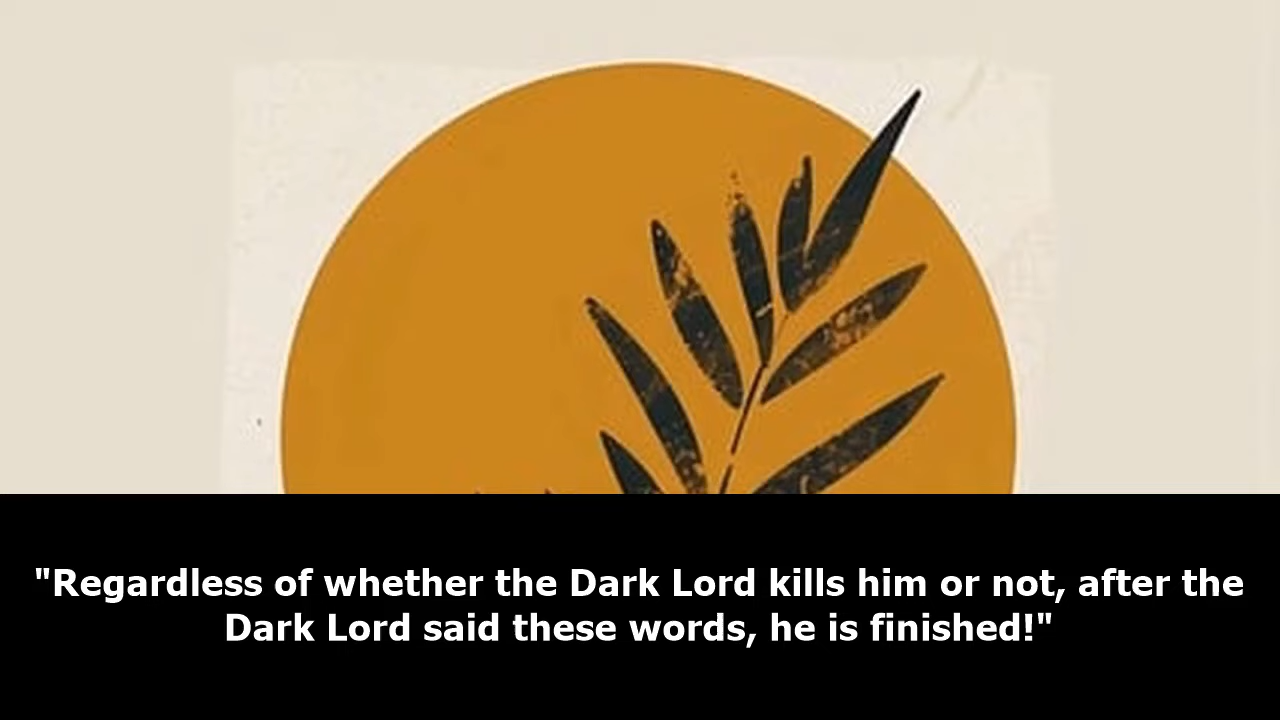 "Regardless of whether the Dark Lord kills him or not, after the
Dark Lord said these words, he is finished!"